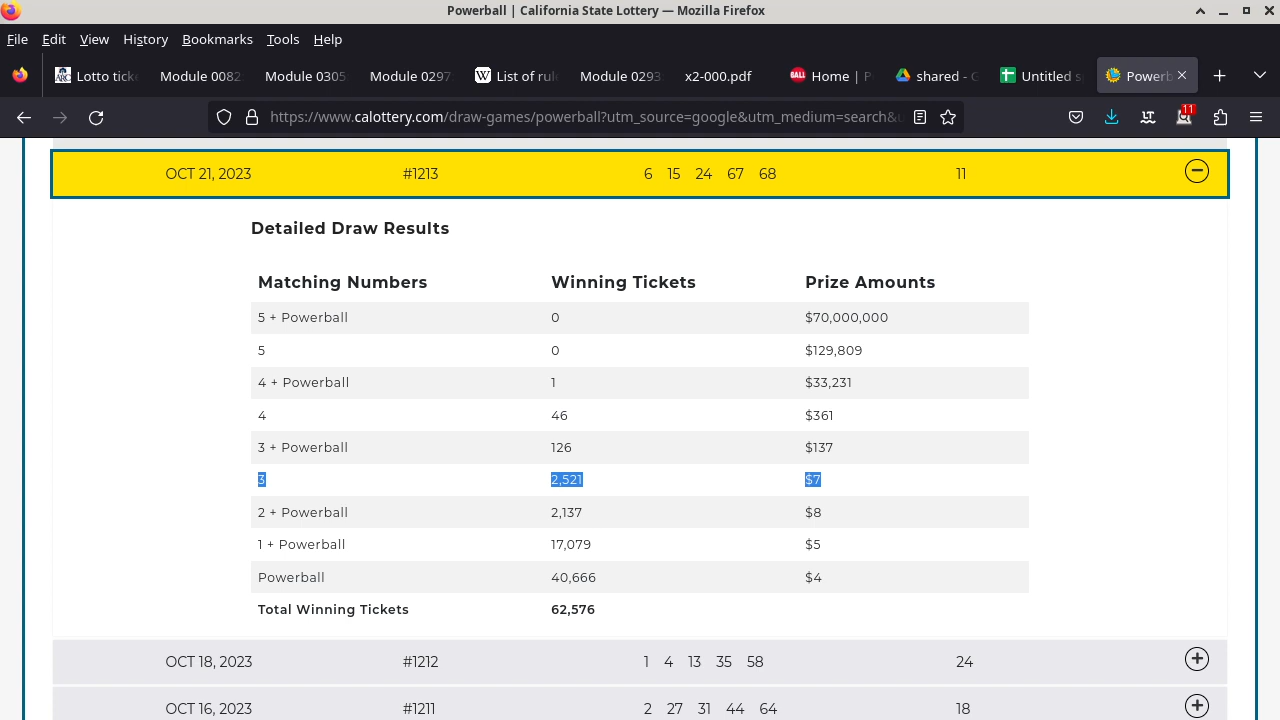 Powerball | California State Lottery — Mozilla Firefox
File Edit View History Bookmarks Tools Help
Lotto ticke Module 0082 Module 0305 Module 0297 List of rule Module 0293 x2-000.pdf Home | P shared - G Untitled s Powerb
https://www.calottery.com/draw-games/powerball?utm_source=google&utm_medium=search&u 11
OCT 21, 2023 #1213 6 15 24 67 68 11
Detailed Draw Results
Matching Numbers Winning Tickets Prize Amounts
5 + Powerball 0 $70,000,000
5 0 $129,809
4 + Powerball 1 $33,231
4 46 $361
3 + Powerball 126 $137
3 2,521 $7
2 + Powerball 2,137 $8
1 + Powerball 17,079 $5
Powerball 40,666 $4
Total Winning Tickets 62,576
OCT 18, 2023 #1212 1 4 13 35 58 24
OCT 16, 2023 #1211 2 27 31 44 64 18